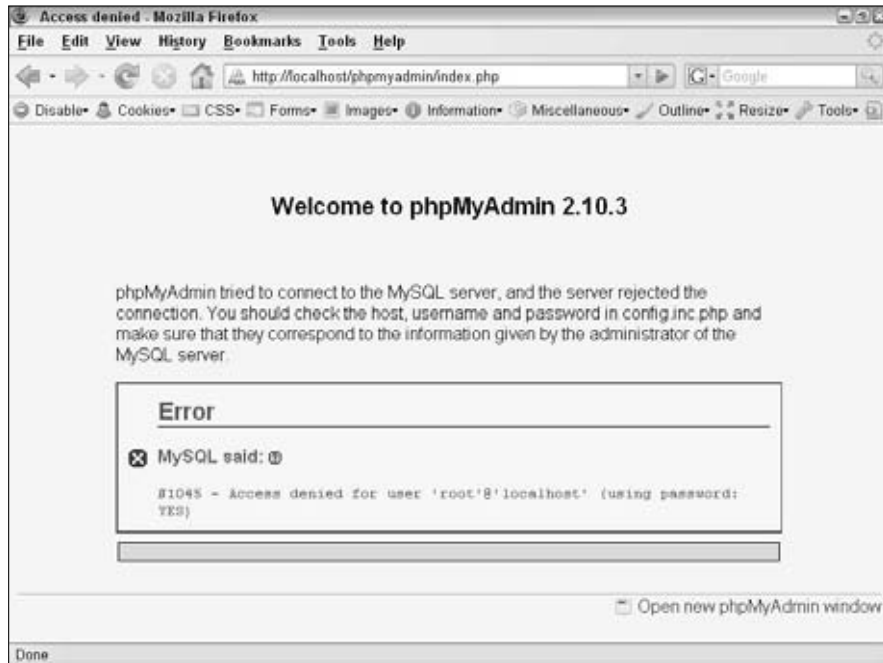 Access denied - Mozilla Firefox
File Edit View History Bookmarks Tools Help
http://localhost/phpmyadmin/index.php
G Google
Disable Cookies CSS Forms Images Information Miscellaneous Outline Resize Tools
Welcome to phpMyAdmin 2.10.3
phpMyAdmin tried to connect to the MySQL server, and the server rejected the
connection. You should check the host, username and password in config.inc.php and
make sure that they correspond to the information given by the administrator of the
MySQL server.
Error
MySQL said:
#1045 - Access denied for user 'root'@'localhost' (using password:
YES)
Open new phpMyAdmin window
Done